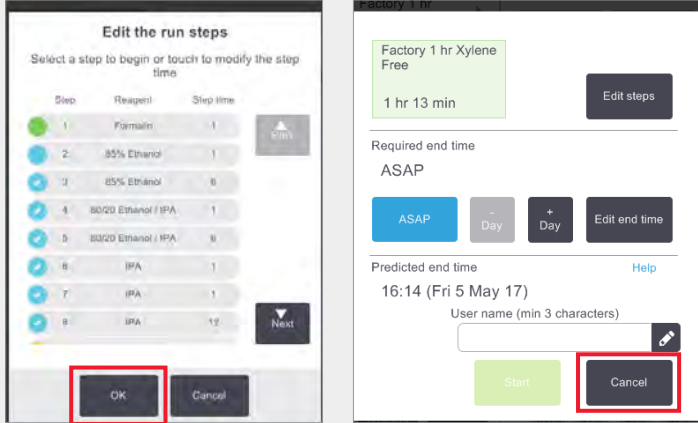 Edit the run steps
Select a step to begin or touch to modify the step
time
Step Reagent Step time
1 Formalin 1
2 85% Ethanol 1
3 85% Ethanol 6
4 80/20 Ethanol / IPA 1
5 80/20 Ethanol / IPA 6
6 IPA 1
7 IPA 1
8 IPA 12
Next
OK
Cancel
Factory 1 hr
Factory 1 hr Xylene
Free
1 hr 13 min
Edit steps
Required end time
ASAP
ASAP
-
Day
+
Day
Edit end time
Predicted end time
Help
16:14 (Fri 5 May 17)
User name (min 3 characters)
Start
Cancel